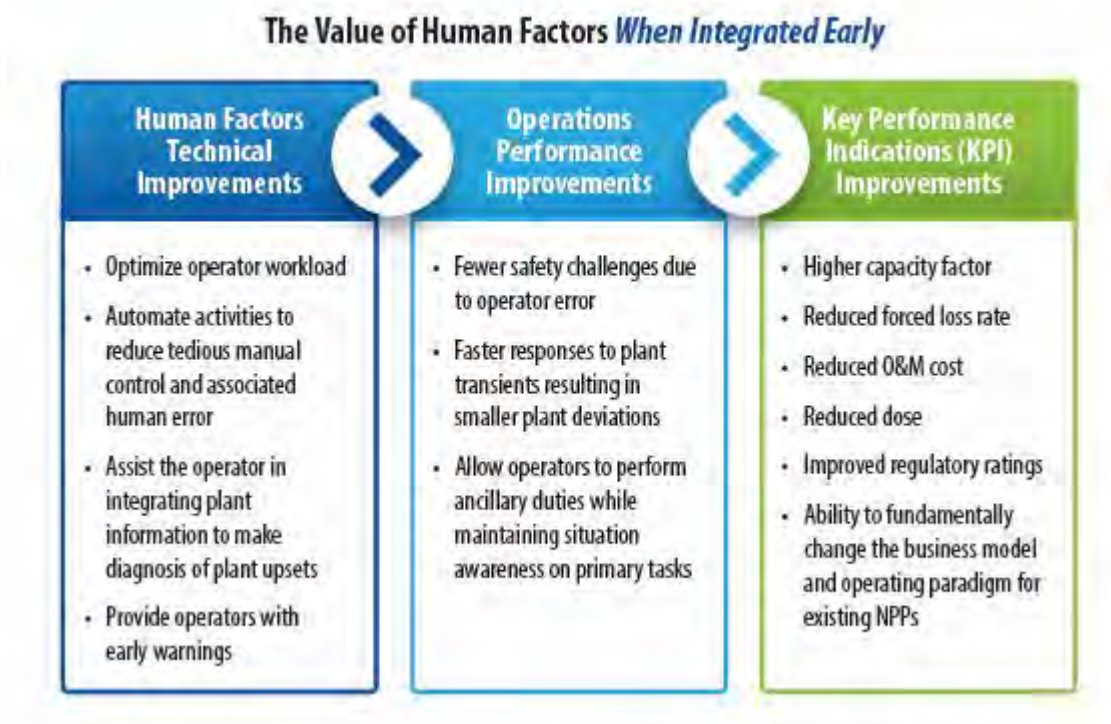 The Value of Human Factors When Integrated Early
Human Factors
Technical
Improvements
• Optimize operator workload
• Automate activities to
reduce tedious manual
control and associated
human error
• Assist the operator in
integrating plant
information to make
diagnosis of plant upsets
• Provide operators with
early warnings
Operations
Performance
Improvements
• Fewer safety challenges due
to operator error
• Faster responses to plant
transients resulting in
smaller plant deviations
• Allow operators to perform
ancillary duties while
maintaining situation
awareness on primary tasks
Key Performance
Indications (KPI)
Improvements
• Higher capacity factor
• Reduced forced loss rate
• Reduced O&M cost
• Reduced dose
• Improved regulatory ratings
• Ability to fundamentally
change the business model
and operating paradigm for
existing NPPs